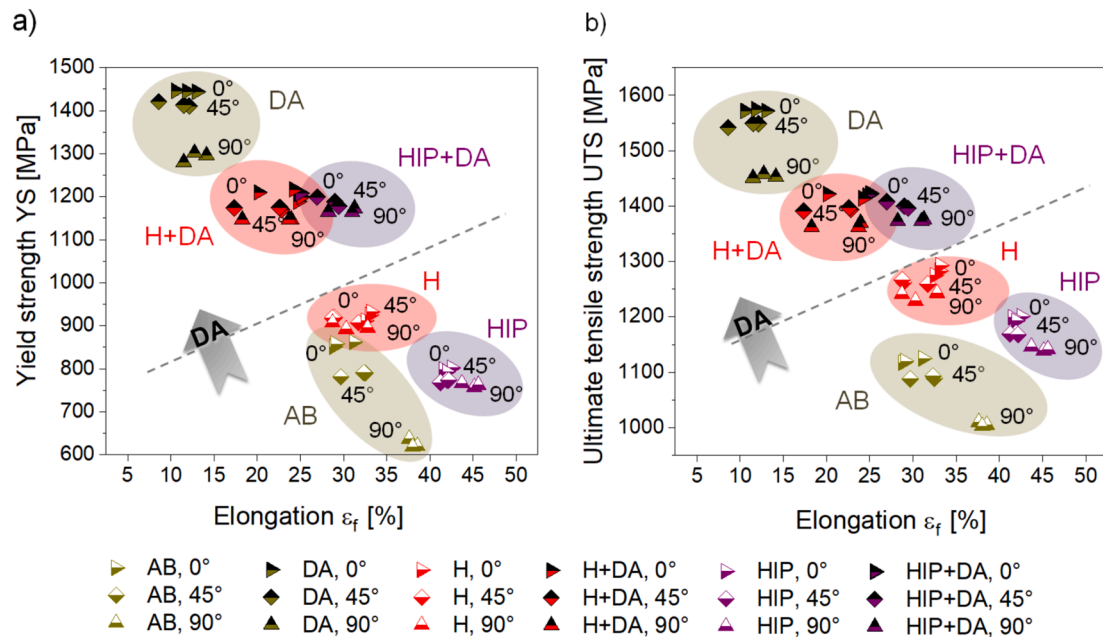 a)
Yield strength YS [MPa]
1500
1400
1300
1200
1100
1000
900
800
700
600
5 10 15 20 25 30 35 40 45 50
Elongation εf [%]
DA
0°
45°
90°
HIP+DA
0°
0°
45°
45°
90°
90°
H+DA
H
0°
45°
90°
HIP
0°
45°
90°
0°
45°
AB
90°
DA
b)
Ultimate tensile strength UTS [MPa]
1600
1500
1400
1300
1200
1100
1000
5 10 15 20 25 30 35 40 45 50
Elongation εf [%]
DA
0°
45°
90°
HIP+DA
0°
0°
45°
45°
90°
90°
H+DA
H
0°
45°
90°
HIP
0°
45°
90°
0°
45°
AB
90°
DA
AB, 0° DA, 0° H, 0° H+DA, 0° HIP, 0° HIP+DA, 0°
AB, 45° DA, 45° H, 45° H+DA, 45° HIP, 45° HIP+DA, 45°
AB, 90° DA, 90° H, 90° H+DA, 90° HIP, 90° HIP+DA, 90°